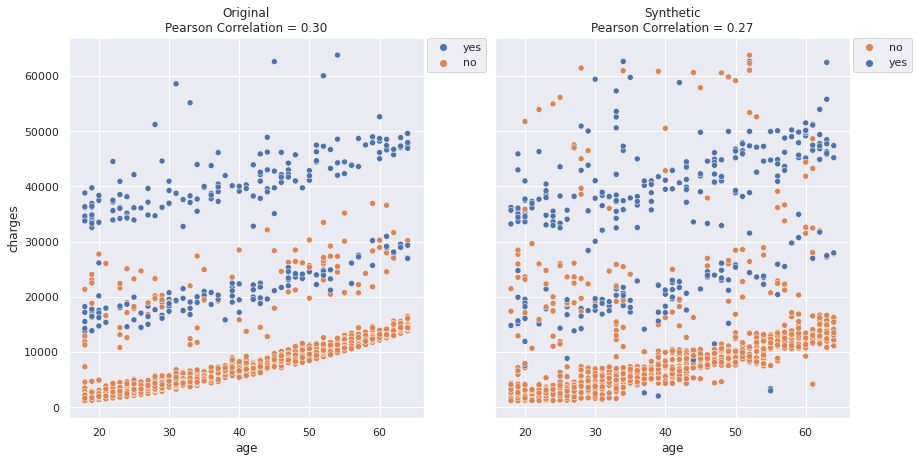 Original
Pearson Correlation = 0.30
yes
no
60000
50000
40000
30000
20000
10000
0
charges
20
30
40
50
60
age
Synthetic
Pearson Correlation = 0.27
no
yes
20
30
40
50
60
age